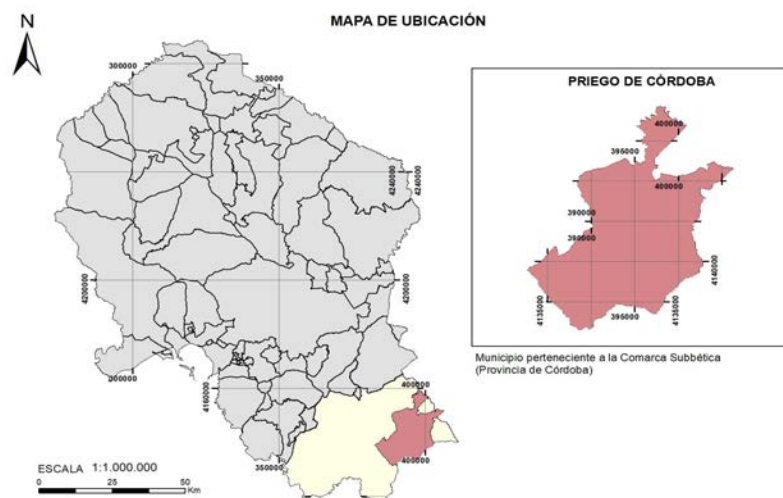 N
MAPA DE UBICACIÓN
300000
350000
4240000
4240000
4200000
4200000
300000
4160000
400000
350000
400000
ESCALA 1:1.000.000
0 12,5 25 50
Km
PRIEGO DE CÓRDOBA
400000
395000
400000
390000
390000
4140000
4135000
395000
4135000
Municipio perteneciente a la Comarca Subbética
(Provincia de Córdoba)